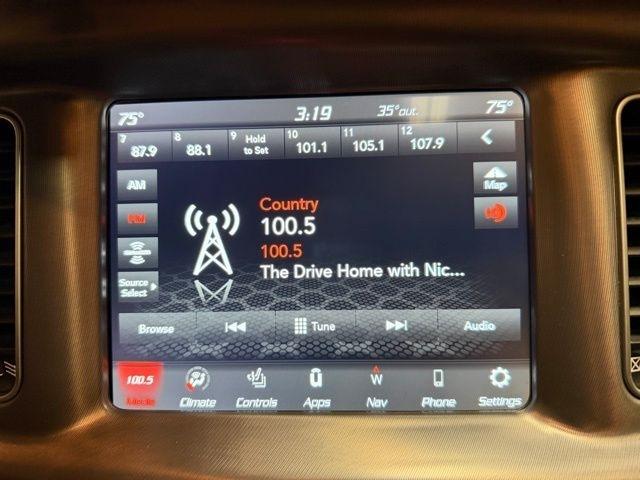 75° 3:19 35°out. 75°
7 8 9 10 11 12
87.9 88.1 Hold to Set 101.1 105.1 107.9
AM Map
FM
Country
100.5
100.5
The Drive Home with Nic...
Source
Select
Browse Tune Audio
100.5 W
Media Climate Controls Apps Nav Phone Settings